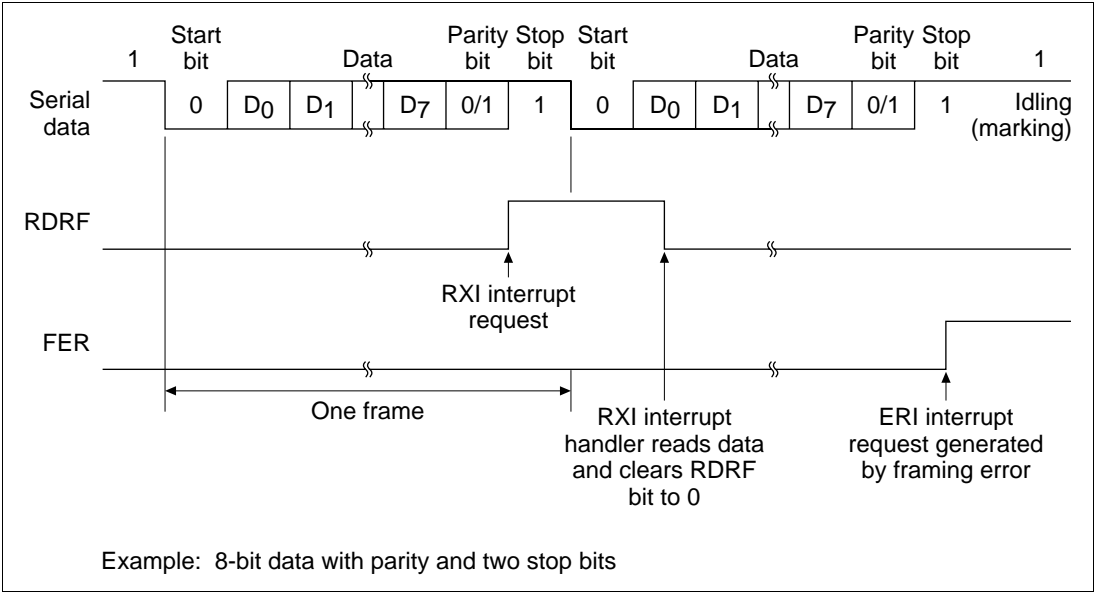 Start Parity Stop Start Parity Stop
1 bit Data bit bit bit Data bit bit 1
Serial data 0 D0 D1 D7 0/1 1 0 D0 D1 D7 0/1 1 Idling (marking)
RDRF
RXI interrupt
request
FER
One frame
RXI interrupt
handler reads data
and clears RDRF
bit to 0
ERI interrupt
request generated
by framing error
Example: 8-bit data with parity and two stop bits